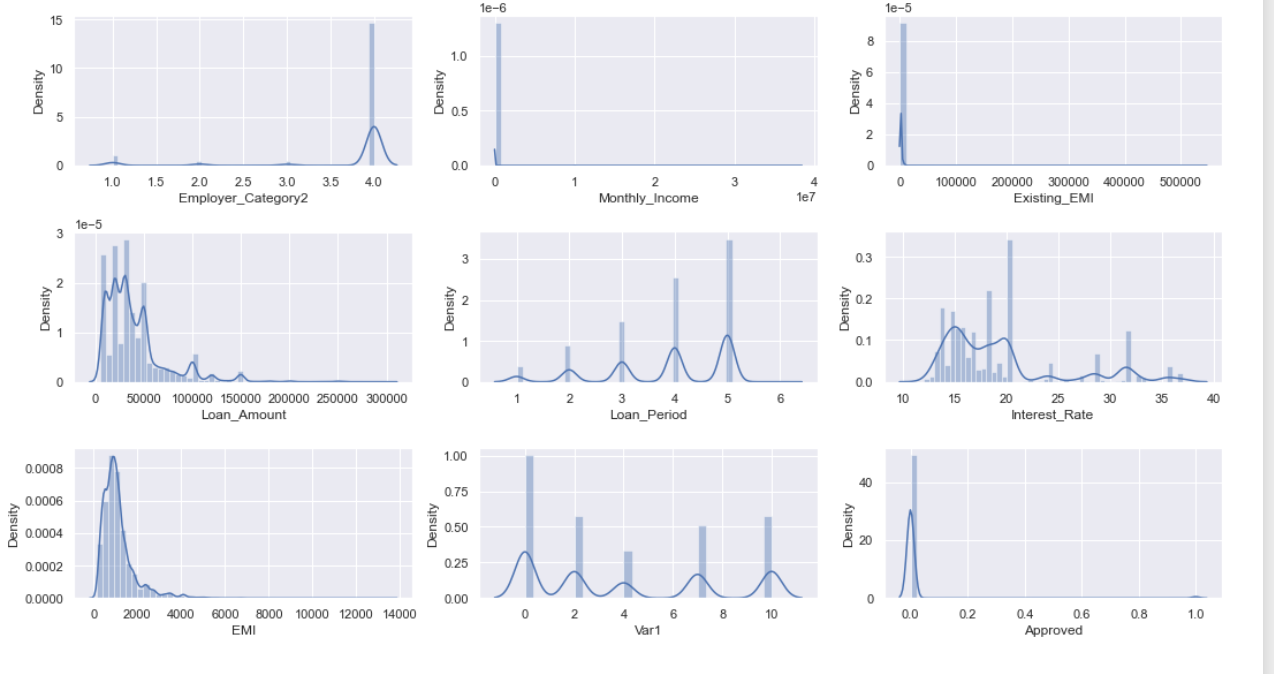 1e−6
1e−5
15
10
5
0
Density
1.0 1.5 2.0 2.5 3.0 3.5 4.0
Employer_Category2
1.0
0.5
0.0
Density
0 1 2 3 4
1e7
Monthly_Income
8
6
4
2
0
Density
0 100000 200000 300000 400000 500000
Existing_EMI
1e−5
3
2
1
0
Density
0 50000 100000 150000 200000 250000 300000
Loan_Amount
3
2
1
0
Density
1 2 3 4 5 6
Loan_Period
0.3
0.2
0.1
0.0
Density
10 15 20 25 30 35 40
Interest_Rate
0.0008
0.0006
0.0004
0.0002
0.0000
Density
0 2000 4000 6000 8000 10000 12000 14000
EMI
1.00
0.75
0.50
0.25
0.00
Density
0 2 4 6 8 10
Var1
40
20
0
Density
0.0 0.2 0.4 0.6 0.8 1.0
Approved